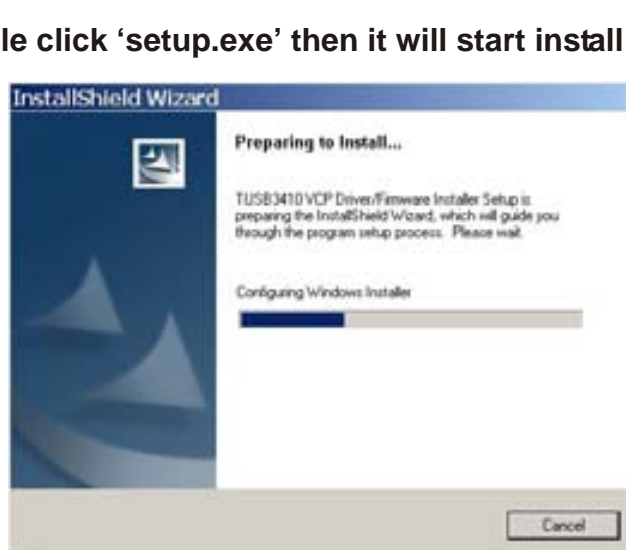 le click ‘setup.exe’ then it will start install
InstallShield Wizard
Preparing to Install...
TUSB3410 VCP Driver/Firmware Installer Setup is
preparing the InstallShield Wizard, which will guide you
through the program setup process. Please wait.
Configuring Windows Installer
Cancel